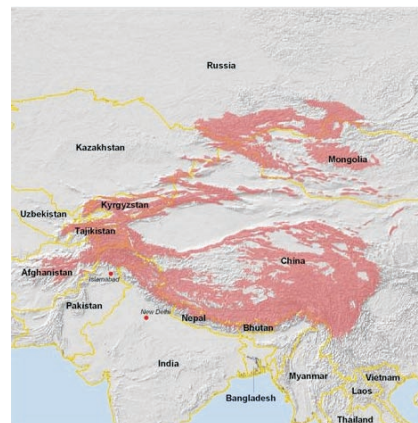 Russia
Kazakhstan
Mongolia
Uzbekistan
Kyrgyzstan
Tajikistan
China
Afghanistan
Islamabad
Pakistan
New Delhi
Nepal
Bhutan
India
Myanmar
Vietnam
Laos
Bangladesh
Thailand